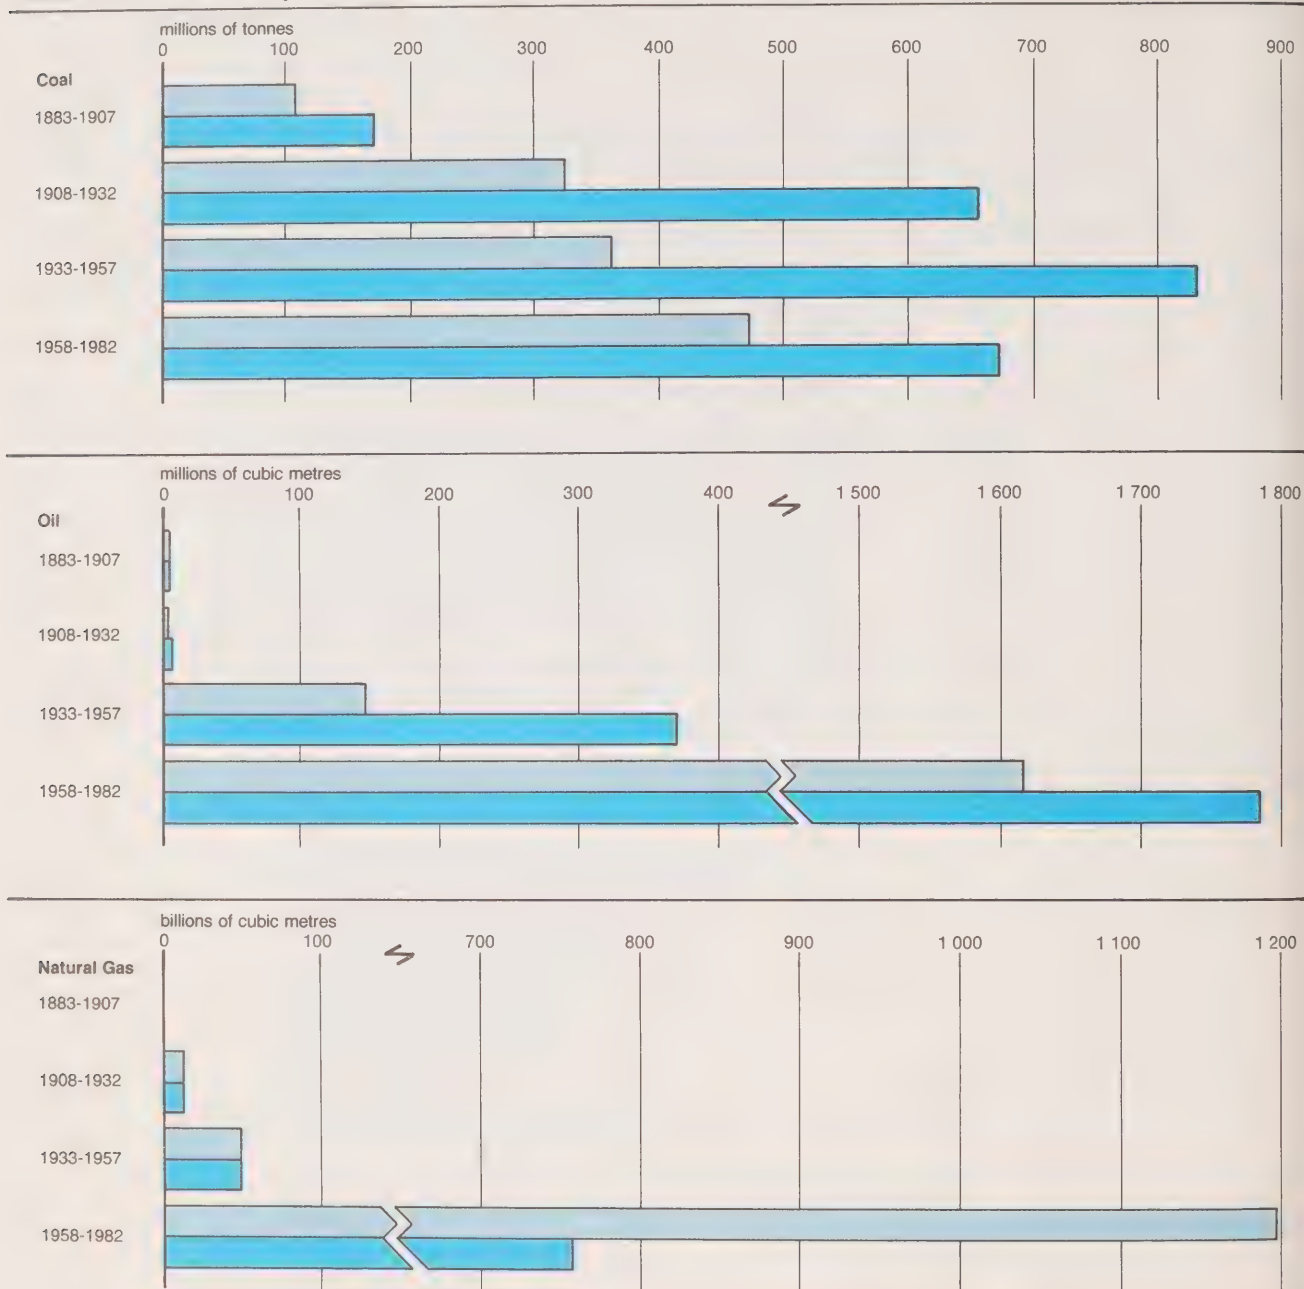 millions of tonnes
0 100 200 300 400 500 600 700 800 900
Coal
1883-1907
1908-1932
1933-1957
1958-1982
millions of cubic metres
0 100 200 300 400 1 500 1 600 1 700 1 800
Oil
1883-1907
1908-1932
1933-1957
1958-1982
billions of cubic metres
0 100 700 800 900 1 000 1 100 1 200
Natural Gas
1883-1907
1908-1932
1933-1957
1958-1982